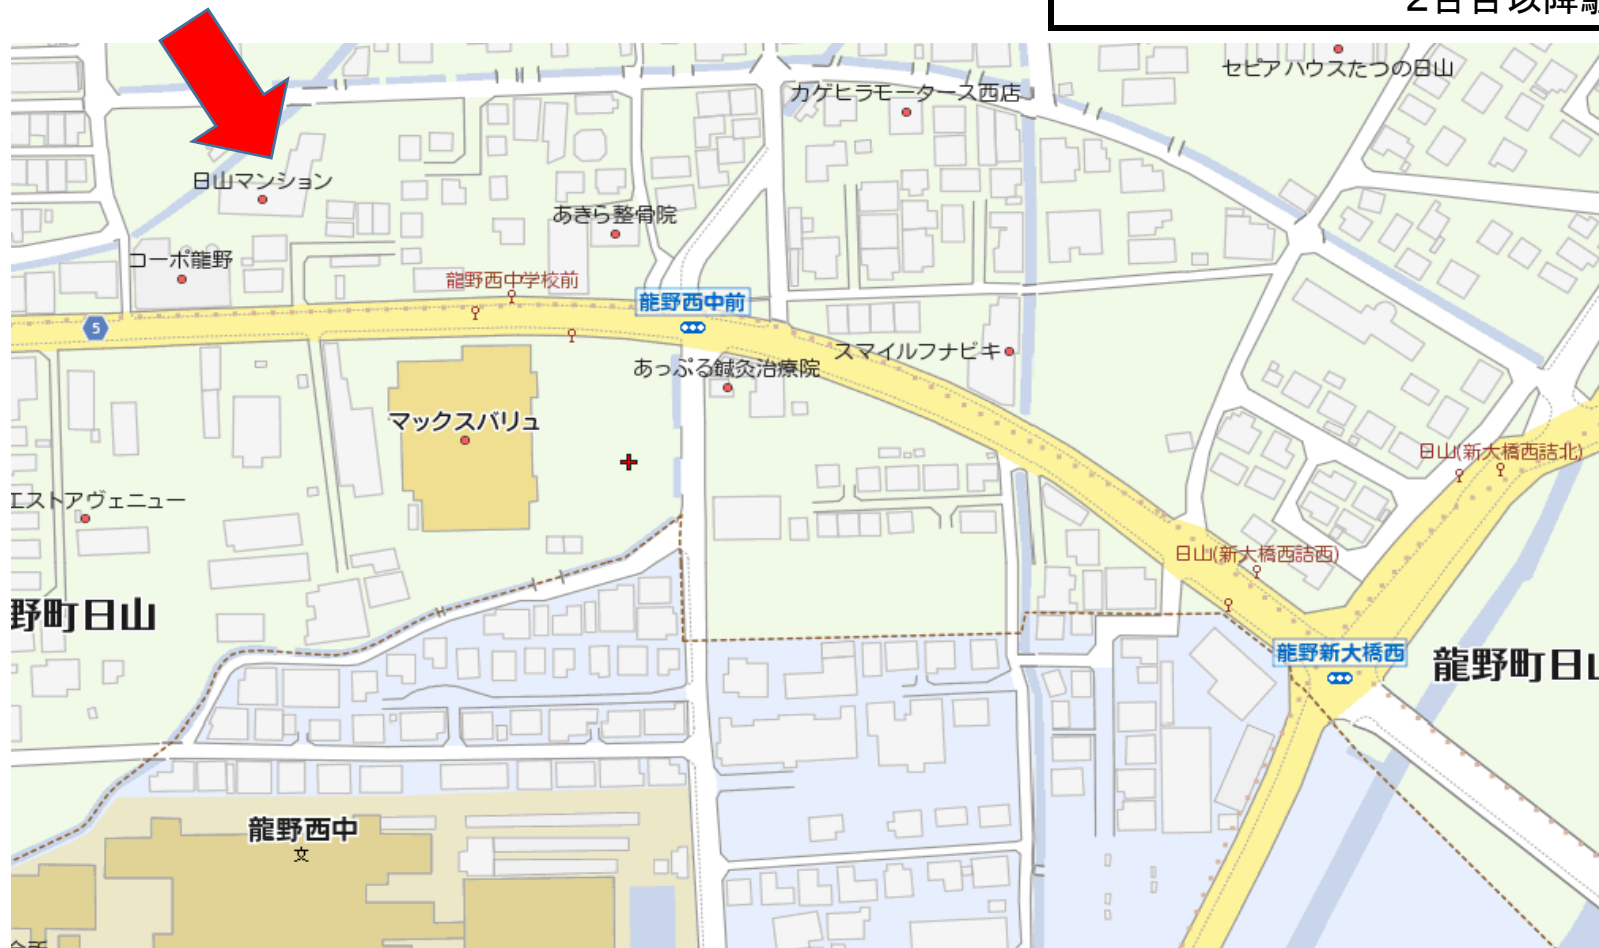 2台目以降
セピアハウスたつの日山
カゲヒラモータース西店
日山マンション
あきら整骨院
コーポ龍野
龍野西中学校前
龍野西中前
5
スマイルフナビキ
あっぷる鍼灸治療院
マックスバリュ
日山(新大橋西詰北)
エストアヴェニュー
日山(新大橋西詰西)
野町日山
龍野新大橋西
龍野町日山
龍野西中
文